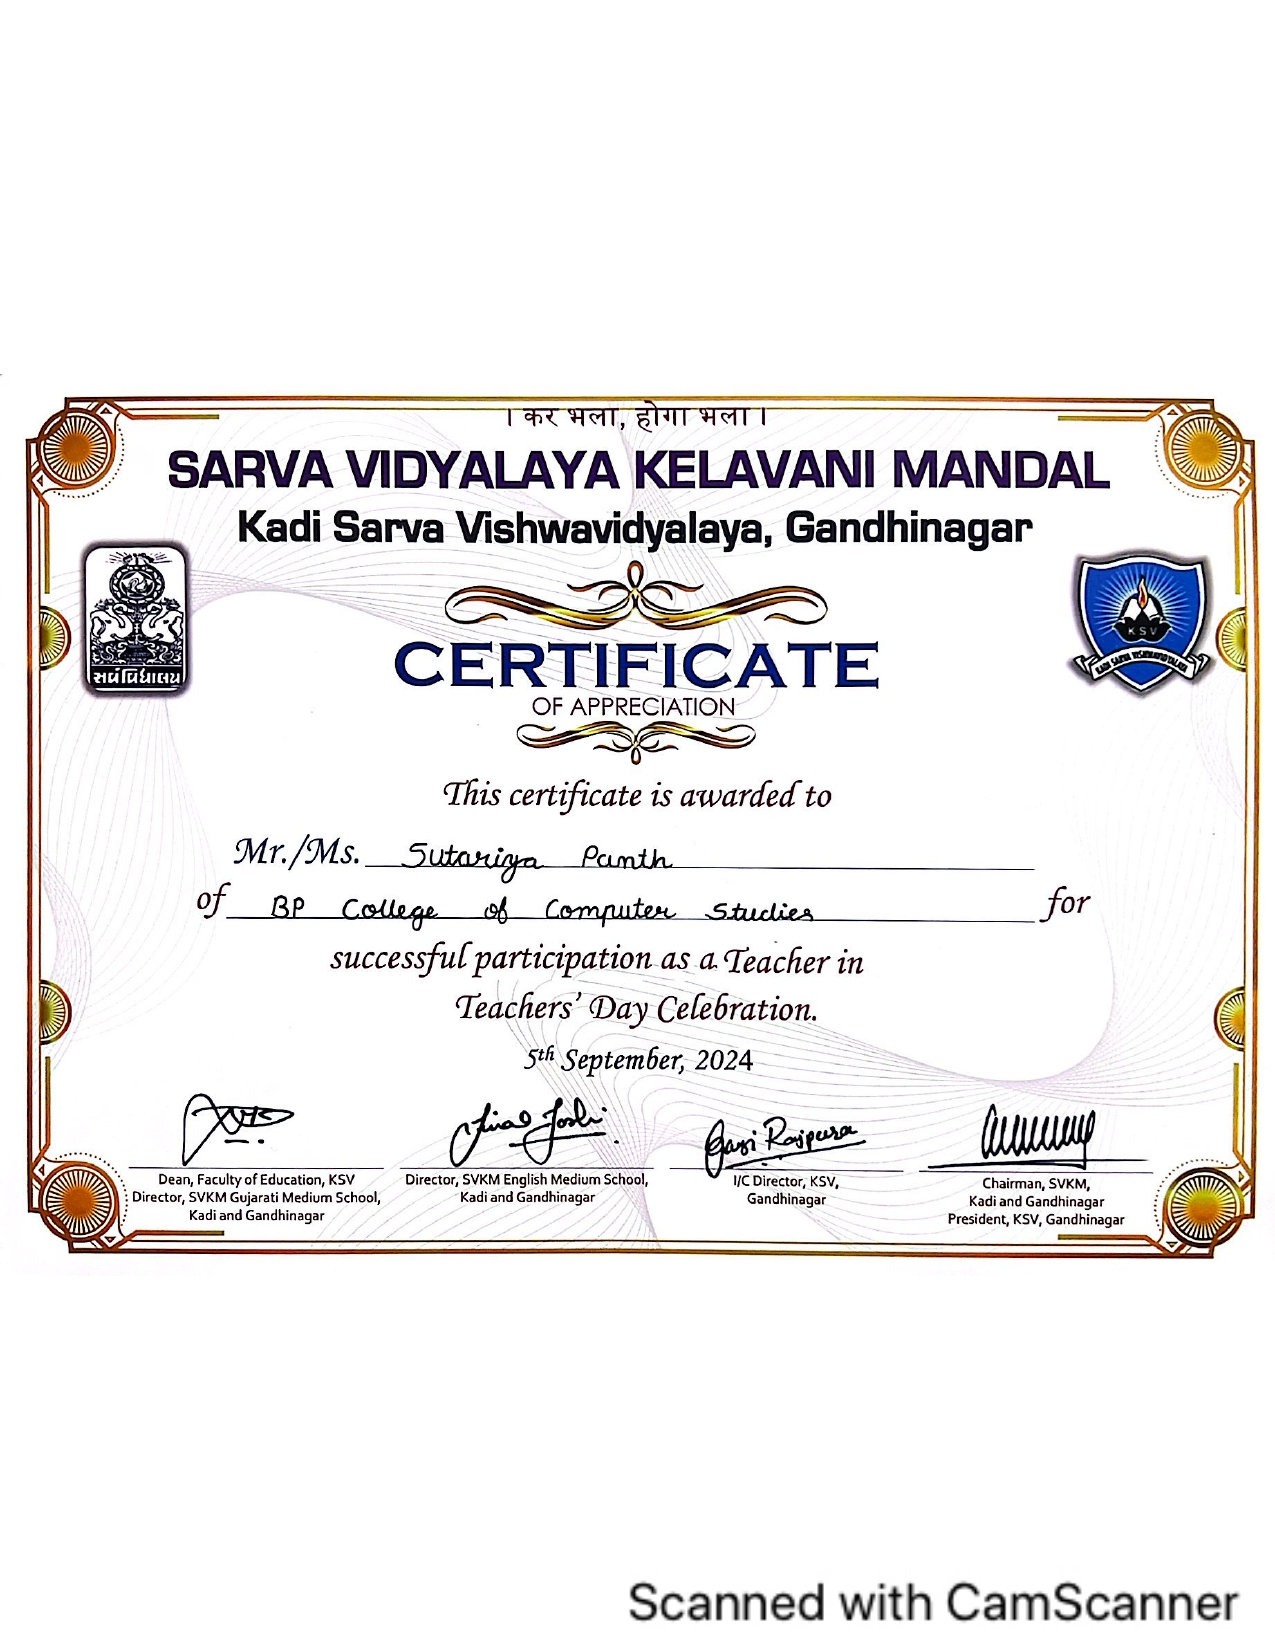 । कर भला, होगा भला ।
SARVA VIDYALAYA KELAVANI MANDAL
Kadi Sarva Vishwavidyalaya, Gandhinagar
સર્વ વિદ્યાલય
KSV
KADI SARVA VISHWAVIDYALAYA
CERTIFICATE
OF APPRECIATION
This certificate is awarded to
Mr./Ms. Sutariya Panth
of BP College of Computer Studies for
successful participation as a Teacher in
Teachers' Day Celebration.
5th September, 2024
Jinal Joshi
Rajpura
Dean, Faculty of Education, KSV
Director, SVKM Gujarati Medium School,
Kadi and Gandhinagar
Director, SVKM English Medium School,
Kadi and Gandhinagar
I/C Director, KSV,
Gandhinagar
Chairman, SVKM,
Kadi and Gandhinagar
President, KSV, Gandhinagar
Scanned with CamScanner